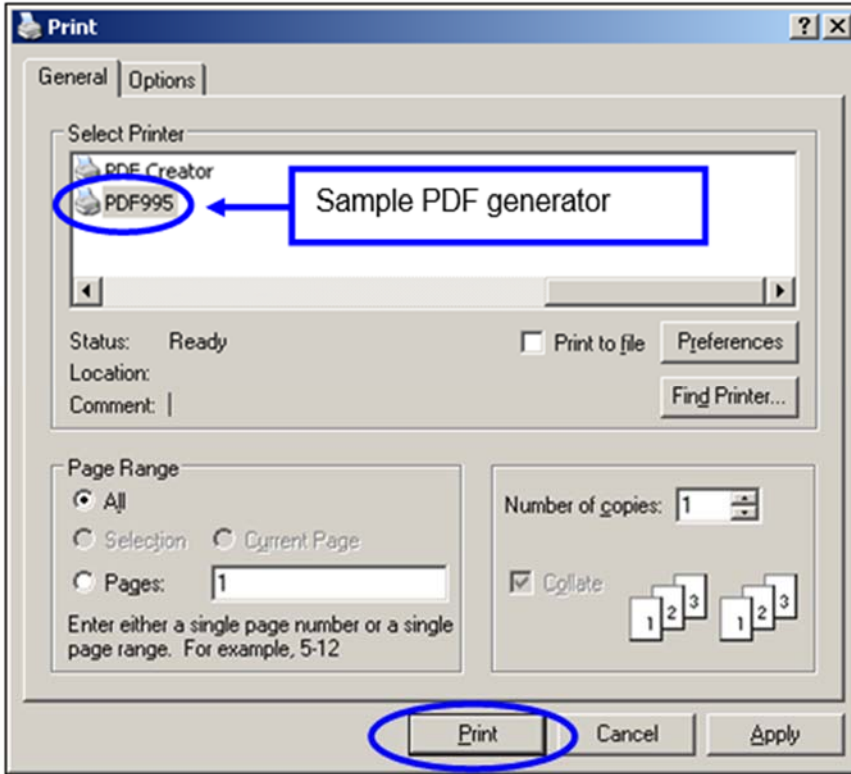 Print
General Options
Select Printer
PDF Creator
PDF995
Sample PDF generator
Status: Ready
Print to file
Preferences
Location:
Find Printer...
Comment:
Page Range
All
Selection Current Page
Pages: 1
Enter either a single page number or a single
page range. For example, 5-12
Number of copies: 1
Collate
1 2 3 1 2 3
Print Cancel Apply